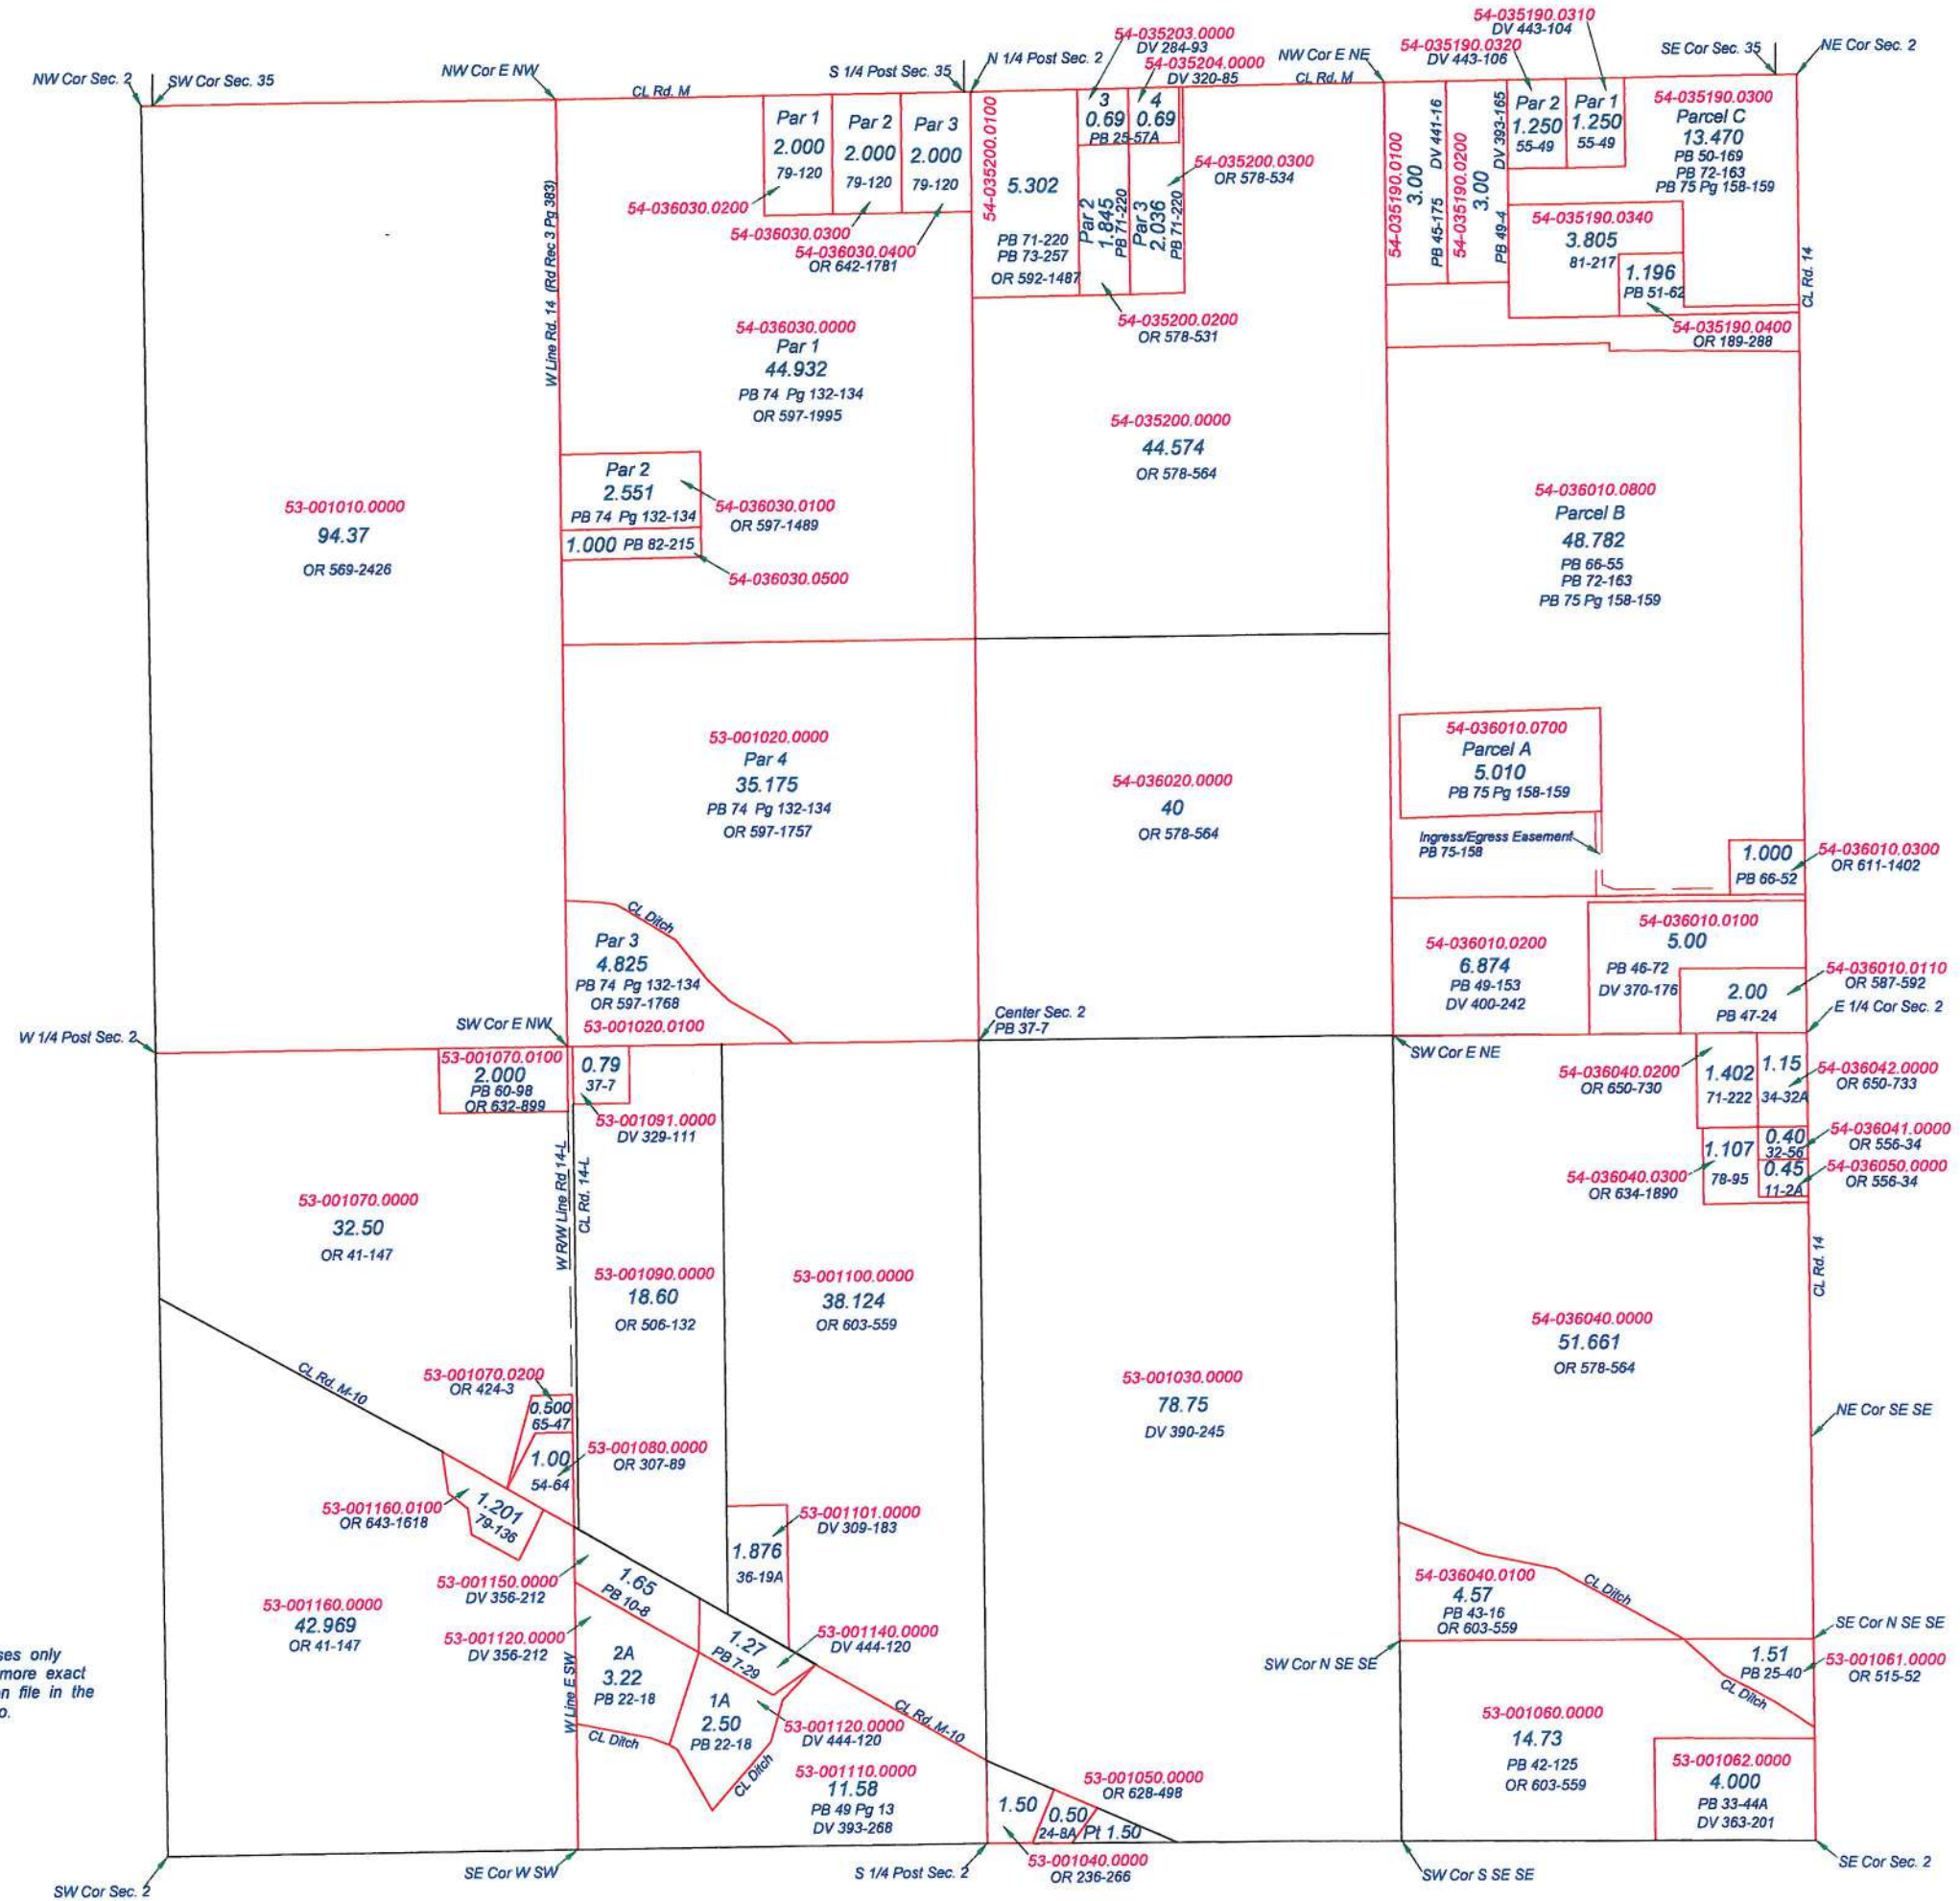 54-035190.0310
DV 443-104
54-035203.0000
DV 284-93
54-035204.0000
DV 320-85
54-035190.0320
DV 443-106
NW Cor Sec. 2
SW Cor Sec. 35
NW Cor E NW
CL Rd. M
S 1/4 Post Sec. 35
N 1/4 Post Sec. 2
NW Cor E NE
CL Rd. M
SE Cor Sec. 35
NE Cor Sec. 2
Par 1
2.000
79-120
Par 2
2.000
79-120
Par 3
2.000
79-120
54-036030.0200
54-036030.0300
54-036030.0400
OR 642-1781
54-035200.0100
5.302
PB 71-220
PB 73-257
OR 592-1487
3
0.69
4
0.69
PB 25-57A
Par 2
1.845
PB 71-220
Par 3
2.036
PB 71-220
54-035200.0300
OR 578-534
54-035200.0200
OR 578-531
54-035190.0100
3.00
PB 45-175 DV 441-16
54-035190.0200
3.00
PB 49-4 DV 393-165
Par 2
1.250
55-49
Par 1
1.250
55-49
54-035190.0300
Parcel C
13.470
PB 50-169
PB 72-163
PB 75 Pg 158-159
54-035190.0340
3.805
81-217
1.196
PB 51-62
54-035190.0400
OR 189-288
CL Rd. 14
W Line Rd. 14 (Rd Rec 3 Pg 383)
54-036030.0000
Par 1
44.932
PB 74 Pg 132-134
OR 597-1995
54-035200.0000
44.574
OR 578-564
53-001010.0000
94.37
OR 569-2426
Par 2
2.551
PB 74 Pg 132-134
54-036030.0100
OR 597-1489
1.000 PB 82-215
54-036030.0500
54-036010.0800
Parcel B
48.782
PB 66-55
PB 72-163
PB 75 Pg 158-159
53-001020.0000
Par 4
35.175
PB 74 Pg 132-134
OR 597-1757
54-036020.0000
40
OR 578-564
54-036010.0700
Parcel A
5.010
PB 75 Pg 158-159
Ingress/Egress Easement
PB 75-158
1.000
PB 66-52
54-036010.0300
OR 611-1402
CL Ditch
Par 3
4.825
PB 74 Pg 132-134
OR 597-1768
53-001020.0100
54-036010.0200
6.874
PB 49-153
DV 400-242
54-036010.0100
5.00
PB 46-72
DV 370-176
2.00
PB 47-24
54-036010.0110
OR 587-592
E 1/4 Cor Sec. 2
W 1/4 Post Sec. 2
SW Cor E NW
Center Sec. 2
PB 37-7
SW Cor E NE
53-001070.0100
2.000
PB 60-98
OR 632-899
0.79
37-7
53-001091.0000
DV 329-111
54-036040.0200
OR 650-730
1.402
71-222
1.15
34-32A
54-036042.0000
OR 650-733
1.107
78-95
0.40
32-56
54-036041.0000
OR 556-34
0.45
11-2A
54-036050.0000
OR 556-34
54-036040.0300
OR 634-1890
W R/W Line Rd 14-L
CL Rd. 14-L
CL Rd. 14
53-001070.0000
32.50
OR 41-147
53-001090.0000
18.60
OR 506-132
53-001100.0000
38.124
OR 603-559
53-001030.0000
78.75
DV 390-245
54-036040.0000
51.661
OR 578-564
NE Cor SE SE
CL Rd. M-10
53-001070.0200
OR 424-3
0.500
65-47
1.00
54-64
53-001080.0000
OR 307-89
53-001160.0100
OR 643-1618
1.201
79-136
53-001101.0000
DV 309-183
1.876
36-19A
53-001150.0000
DV 356-212
1.65
PB 10-8
53-001160.0000
42.969
OR 41-147
53-001120.0000
DV 356-212
1.27
PB 7-29
53-001140.0000
DV 444-120
2A
3.22
PB 22-18
1A
2.50
PB 22-18
53-001120.0000
DV 444-120
W Line E SW
CL Ditch
CL Ditch
CL Rd. M-10
53-001110.0000
11.58
PB 49 Pg 13
DV 393-268
54-036040.0100
4.57
PB 43-16
OR 603-559
CL Ditch
SE Cor N SE SE
SW Cor N SE SE
1.51
PB 25-40
53-001061.0000
OR 515-52
CL Ditch
53-001060.0000
14.73
PB 42-125
OR 603-559
53-001062.0000
4.000
PB 33-44A
DV 363-201
1.50
0.50
24-8A
Pt 1.50
53-001050.0000
OR 628-498
53-001040.0000
OR 236-266
ses only
more exact
n file in the
o.
SW Cor Sec. 2
SE Cor W SW
S 1/4 Post Sec. 2
SW Cor S SE SE
SE Cor Sec. 2